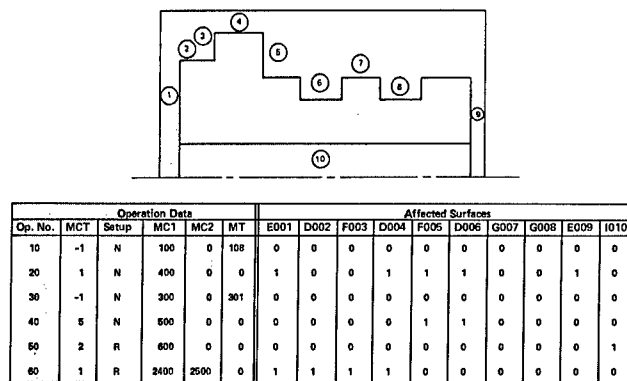 4
3
2
5
7
6
8
1
9
10
Operation Data Affected Surfaces
Op. No. MCT Setup MC1 MC2 MT E001 D002 F003 D004 F005 D006 G007 G008 E009 I010
10 -1 N 100 0 108 0 0 0 0 0 0 0 0 0 0
20 1 N 400 0 0 1 0 0 1 1 1 0 0 1 0
30 -1 N 300 0 301 0 0 0 0 0 0 0 0 0 0
40 5 N 500 0 0 0 0 0 0 1 1 0 0 0 0
50 2 R 600 0 0 0 0 0 0 0 0 0 0 0 1
60 1 R 2400 2500 0 1 1 1 1 0 0 0 0 0 0